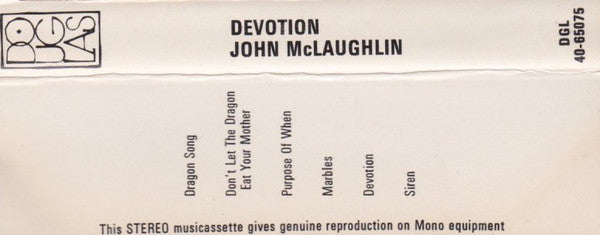 DOUGLAS
DEVOTION
JOHN McLAUGHLIN
DGL
40-65075
Dragon Song
Don't Let The Dragon
Eat Your Mother
Purpose Of When
Marbles
Devotion
Siren
This STEREO musicassette gives genuine reproduction on Mono equipment